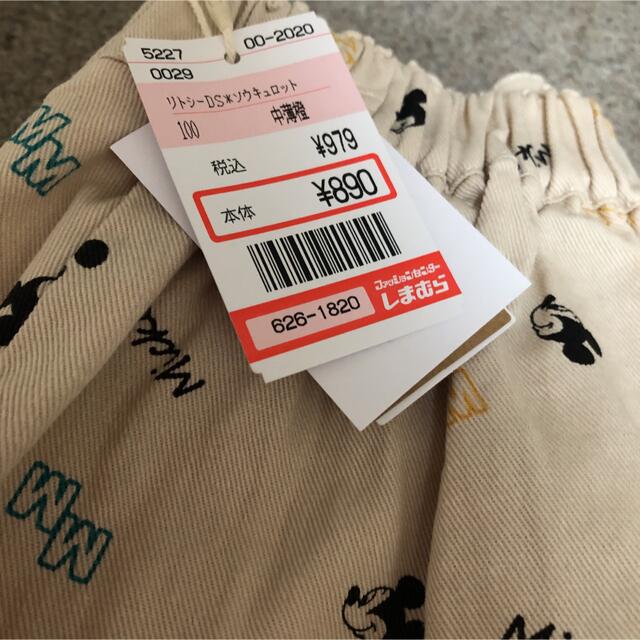 5227 00-2020
0029
リトシーDS*ソウキュロット
100 中薄橙
税込 ¥979
本体 ¥890
626-1820
ファッションセンター
しまむら
Micke
Mic